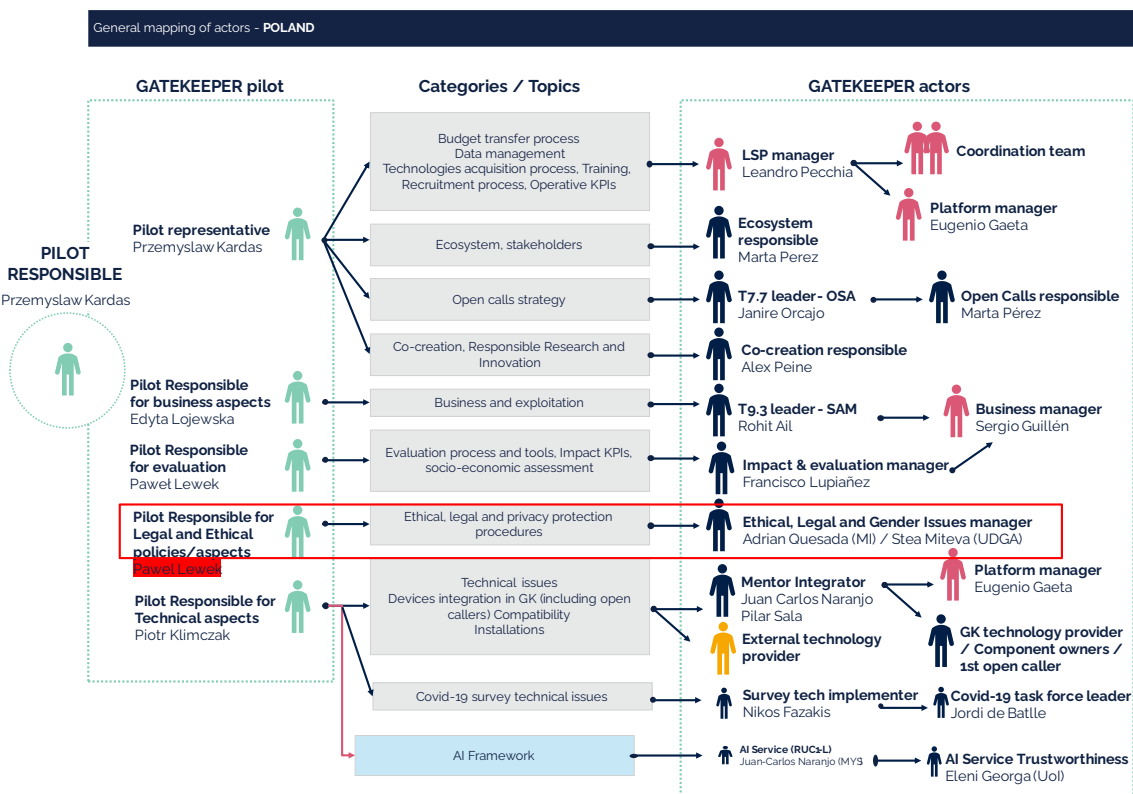 General mapping of actors - POLAND
GATEKEEPER pilot
Categories / Topics
GATEKEEPER actors
PILOT
RESPONSIBLE
Przemyslaw Kardas
Pilot representative
Przemyslaw Kardas
Pilot Responsible
for business aspects
Edyta Lojewska
Pilot Responsible
for evaluation
Paweł Lewek
Pilot Responsible for
Legal and Ethical
policies/aspects
Paweł Lewek
Pilot Responsible for
Technical aspects
Piotr Klimczak
Budget transfer process
Data management
Technologies acquisition process, Training,
Recruitment process, Operative KPIs
Ecosystem, stakeholders
Open calls strategy
Co-creation, Responsible Research and
Innovation
Business and exploitation
Evaluation process and tools, Impact KPIs,
socio-economic assessment
Ethical, legal and privacy protection
procedures
Technical issues
Devices integration in GK (including open
callers) Compatibility
Installations
Covid-19 survey technical issues
AI Framework
LSP manager
Leandro Pecchia
Coordination team
Platform manager
Eugenio Gaeta
Ecosystem
responsible
Marta Perez
T7.7 leader - OSA
Janire Orcajo
Open Calls responsible
Marta Pérez
Co-creation responsible
Alex Peine
T9.3 leader - SAM
Rohit Ail
Business manager
Sergio Guillén
Impact & evaluation manager
Francisco Lupiañez
Ethical, Legal and Gender Issues manager
Adrian Quesada (MI) / Stea Miteva (UDGA)
Mentor Integrator
Juan Carlos Naranjo
Pilar Sala
Platform manager
Eugenio Gaeta
External technology
provider
GK technology provider
/ Component owners /
1st open caller
Survey tech implementer
Nikos Fazakis
Covid-19 task force leader
Jordi de Batlle
AI Service (RUC1-L)
Juan-Carlos Naranjo (MYS
AI Service Trustworthiness
Eleni Georga (UoI)